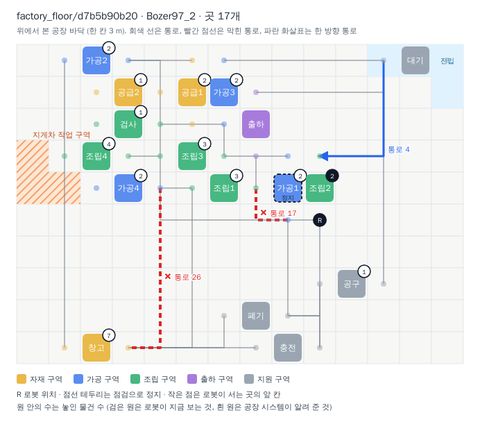 factory_floor/d7b5b90b20 · Bozer97_2 · 곳 17개
위에서 본 공장 바닥 (한 칸 3 m). 회색 선은 통로, 빨간 점선은 막힌 통로, 파란 화살표는 한 방향 통로
가공2 2
대기
전립
공급2 1
공급1 2
가공3 2
검사 1
출하
지게차 작업 구역
조립4 4
조립3 3
통로 4
가공4 2
조립1 3
가공1 2
정지
조립2 2
✖ 통로 17
R
✖ 통로 26
공구 1
폐기
창고 7
충전
자재 구역 가공 구역 조립 구역 출하 구역 지원 구역
R 로봇 위치 · 점선 테두리는 점검으로 정지 · 작은 점은 로봇이 서는 곳의 앞 칸
원 안의 수는 놓인 물건 수 (검은 원은 로봇이 지금 보는 것, 흰 원은 공장 시스템이 알려 준 것)